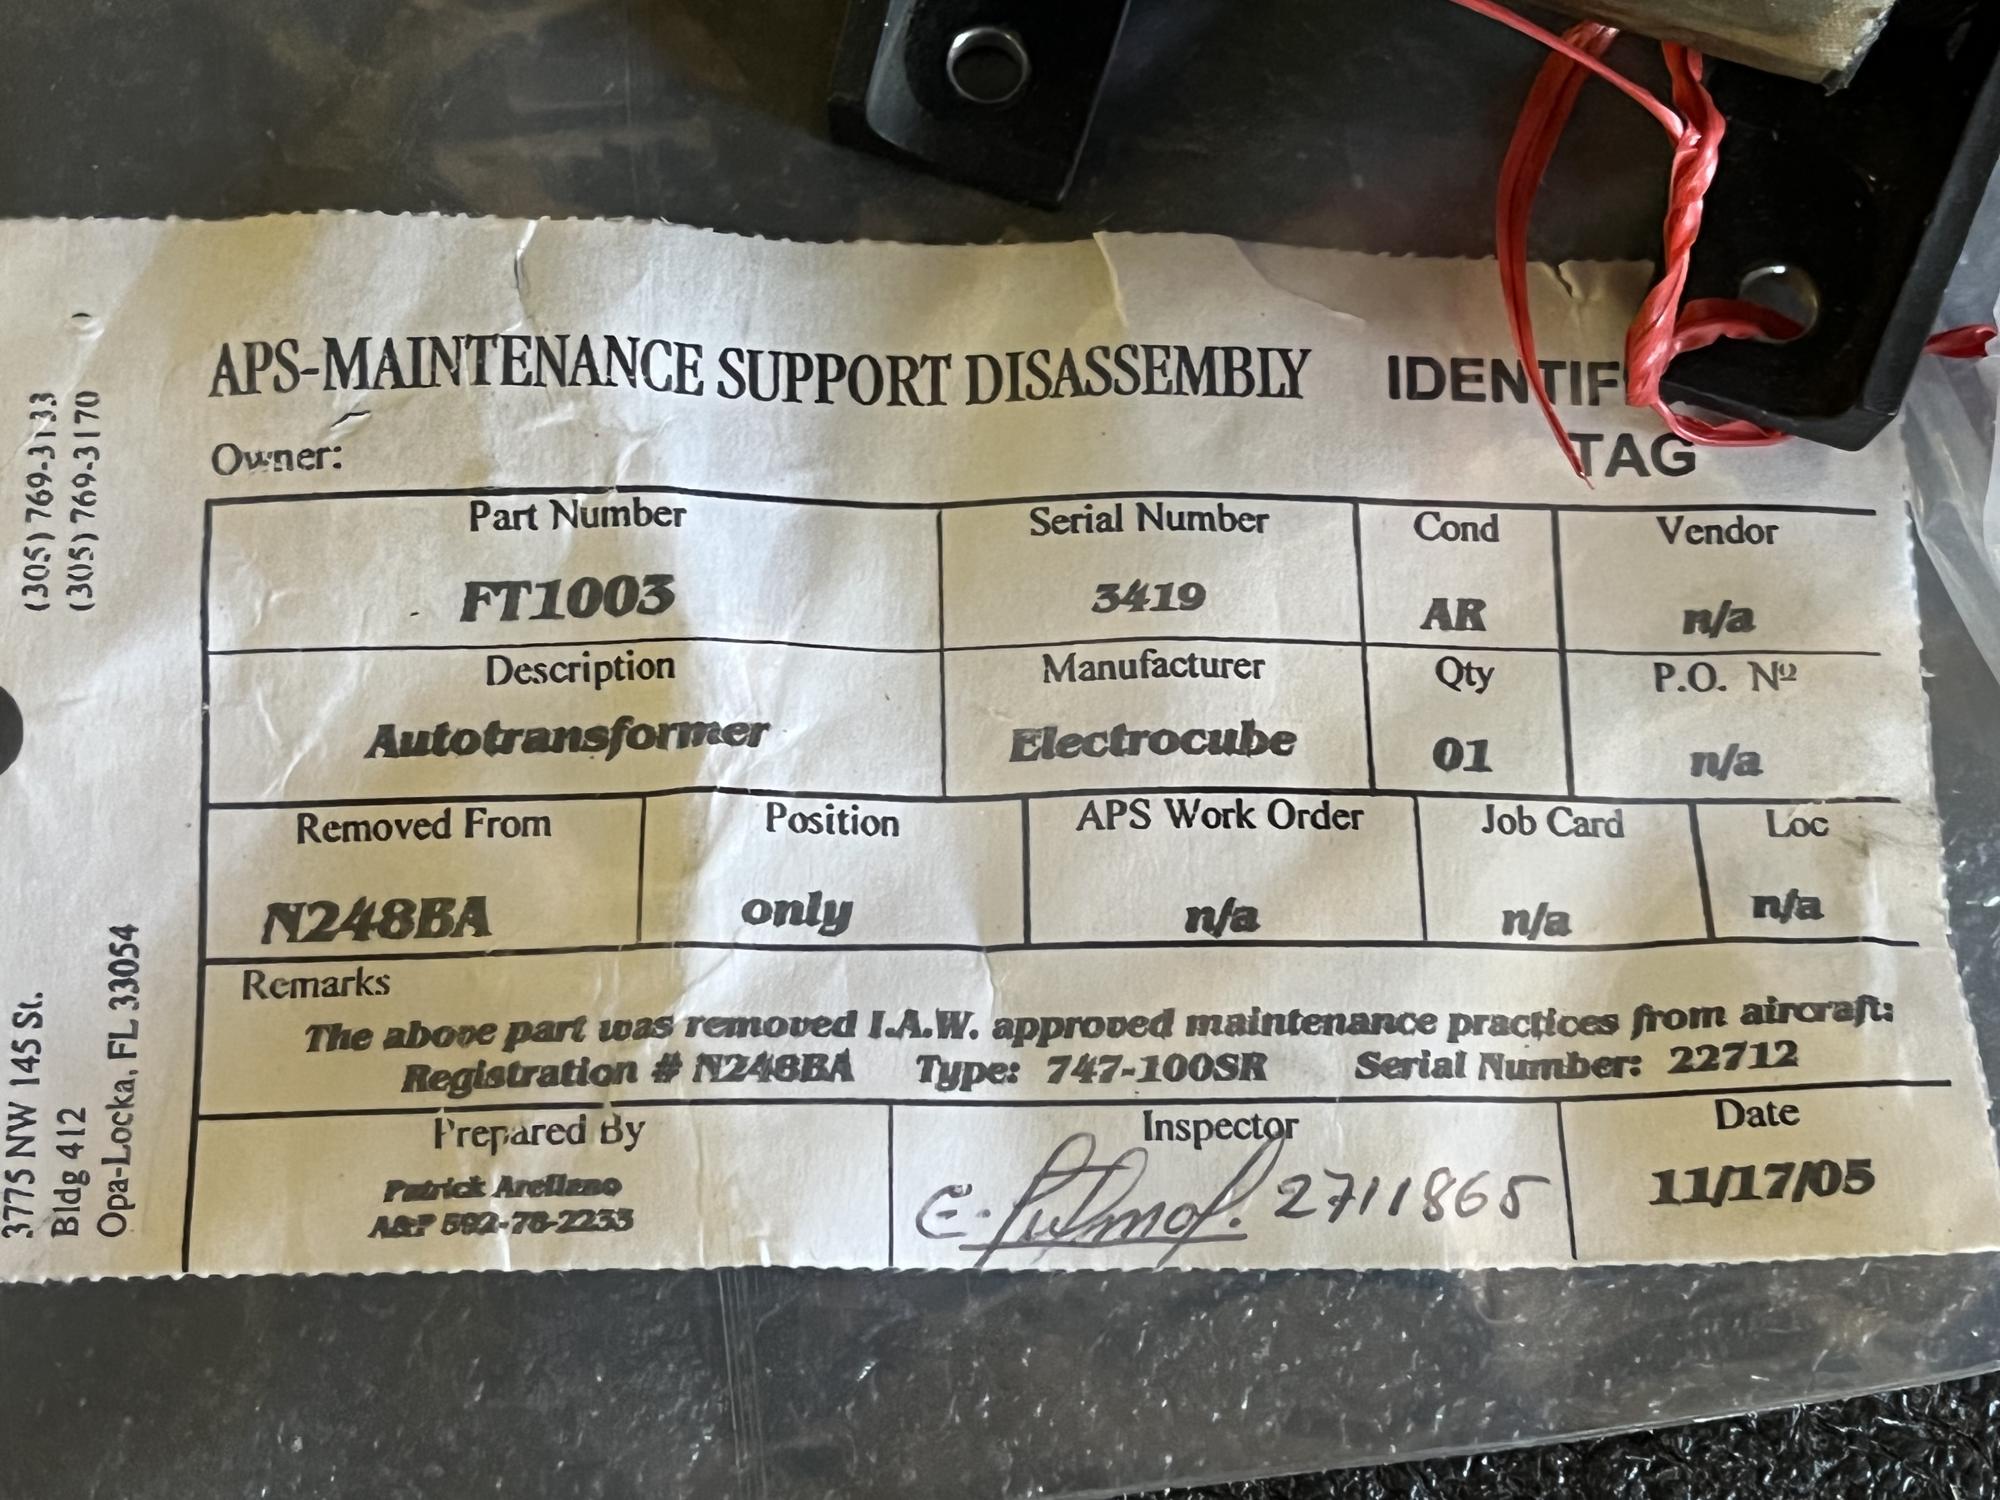 (305) 769-3133
(305) 769-3170
3775 NW 145 St.
Bldg 412
Opa-Locka, FL 33054
APS-MAINTENANCE SUPPORT DISASSEMBLY IDENTIF
TAG
Owner:
Part Number Serial Number Cond Vendor
FT1003 3419 AR n/a
Description Manufacturer Qty P.O. Nº
Autotransformer Electrocube 01 n/a
Removed From Position APS Work Order Job Card Loc
N248BA only n/a n/a n/a
Remarks
The above part was removed I.A.W. approved maintenance practices from aircraft:
Registration # N248BA Type: 747-100SR Serial Number: 22712
Prepared By Inspector Date
Patrick Arellano
A&P 592-78-2233
E. 2711865
11/17/05